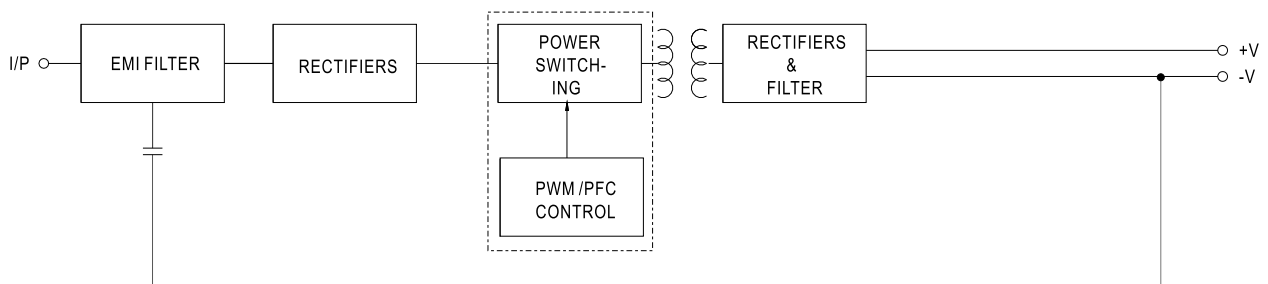 I/P
EMI FILTER
RECTIFIERS
POWER
SWITCH-
ING
RECTIFIERS
&
FILTER
+V
-V
PWM/PFC
CONTROL